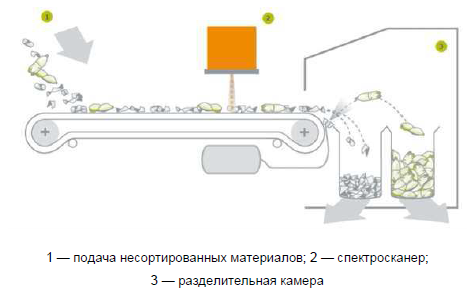 1
2
3
1 — подача несортированных материалов; 2 — спектросканер;
3 — разделительная камера